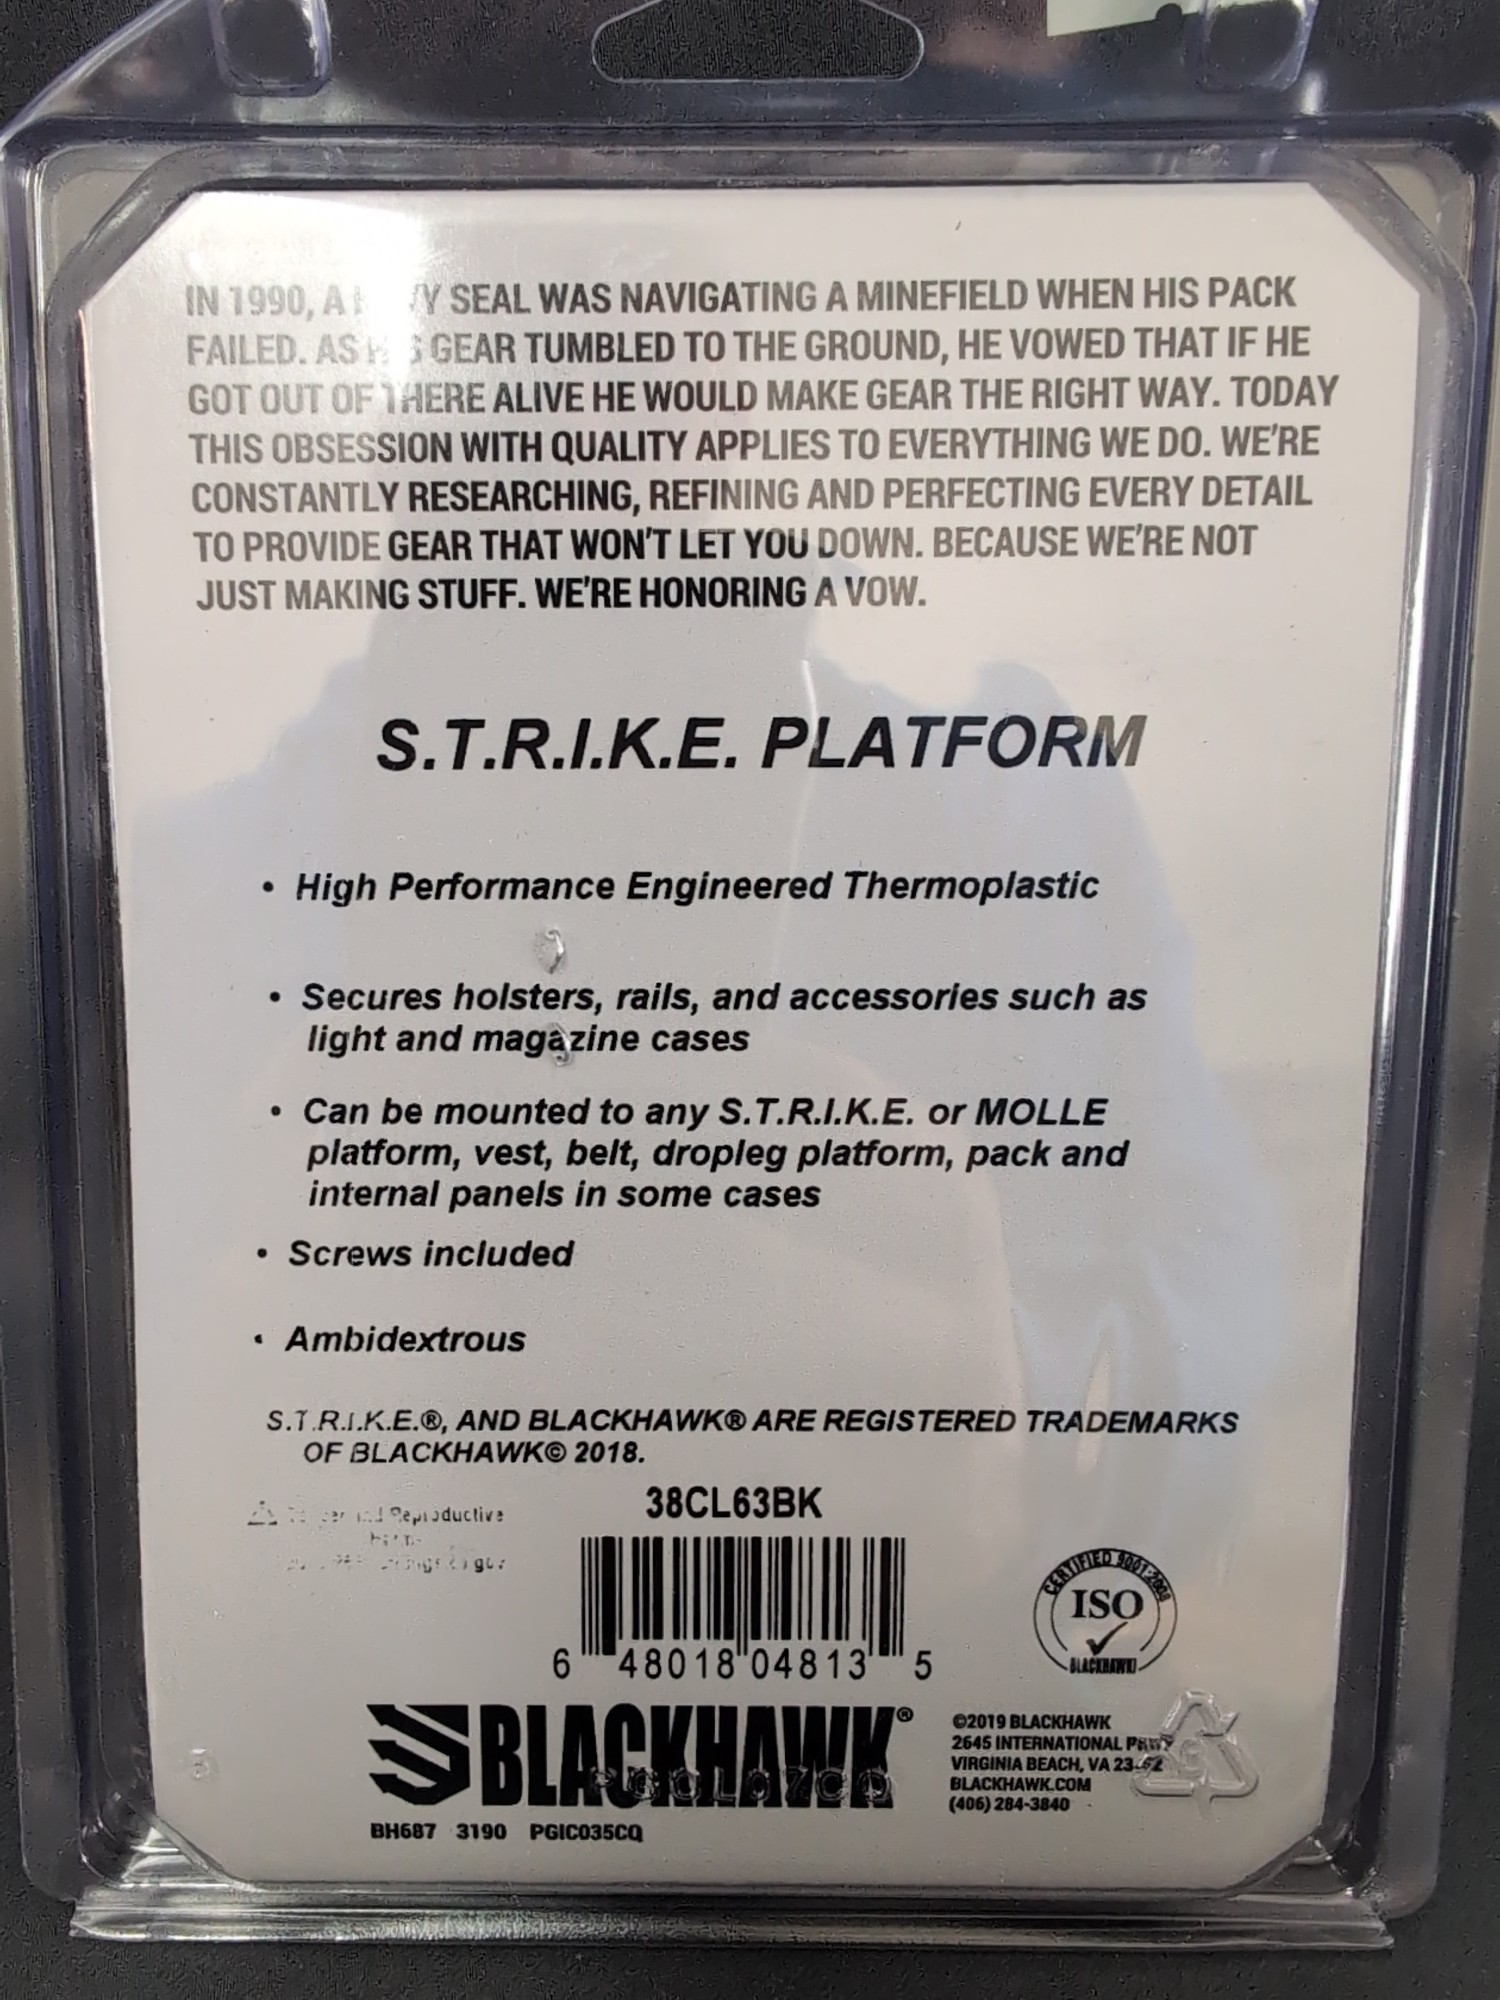 IN 1990, A SEAL WAS NAVIGATING A MINEFIELD WHEN HIS PACK
FAILED. AS GEAR TUMBLED TO THE GROUND, HE VOWED THAT IF HE
GOT OUT OF THERE ALIVE HE WOULD MAKE GEAR THE RIGHT WAY. TODAY
THIS OBSESSION WITH QUALITY APPLIES TO EVERYTHING WE DO. WE'RE
CONSTANTLY RESEARCHING, REFINING AND PERFECTING EVERY DETAIL
TO PROVIDE GEAR THAT WON'T LET YOU DOWN. BECAUSE WE'RE NOT
JUST MAKING STUFF. WE'RE HONORING A VOW.
S.T.R.I.K.E. PLATFORM
• High Performance Engineered Thermoplastic
• Secures holsters, rails, and accessories such as
light and magazine cases
• Can be mounted to any S.T.R.I.K.E. or MOLLE
platform, vest, belt, dropleg platform, pack and
internal panels in some cases
• Screws included
• Ambidextrous
S.T.R.I.K.E.®, AND BLACKHAWK® ARE REGISTERED TRADEMARKS
OF BLACKHAWK© 2018.
Reproductive
38CL63BK
6 48018 04813 5
CERTIFIED 9001:2008
ISO
BLACKHAWK!
BLACKHAWK®
©2019 BLACKHAWK
2645 INTERNATIONAL PKWY
VIRGINIA BEACH, VA
BLACKHAWK.COM
(406) 284-3840
BH687 3190 PGIC035CQ